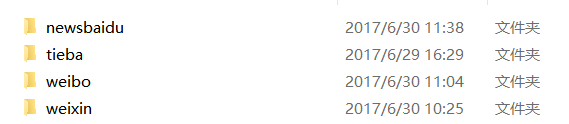 newsbaidu 2017/6/30 11:38 文件夹
tieba 2017/6/29 16:29 文件夹
weibo 2017/6/30 11:04 文件夹
weixin 2017/6/30 10:25 文件夹